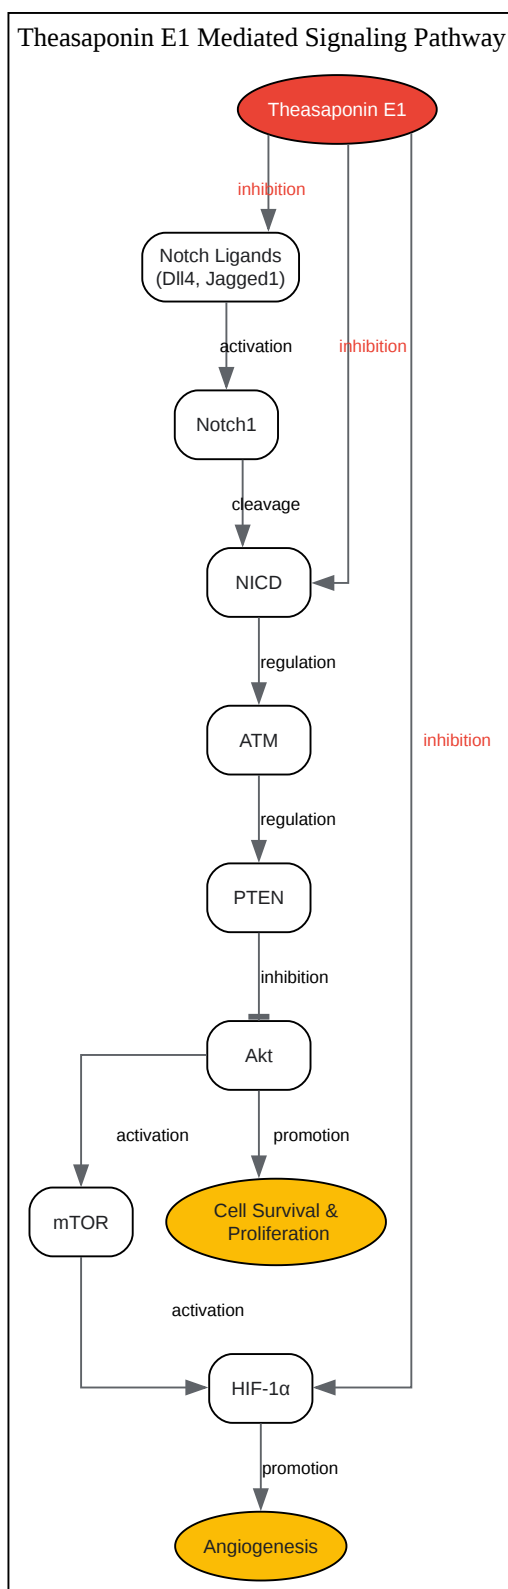 Theasaponin E1 Mediated Signaling Pathway
Theasaponin E1
inhibition
Notch Ligands
(Dll4, Jagged1)
activation
inhibition
Notch1
cleavage
NICD
regulation
ATM
inhibition
regulation
PTEN
inhibition
Akt
activation
promotion
mTOR
Cell Survival &
Proliferation
activation
HIF-1α
promotion
Angiogenesis